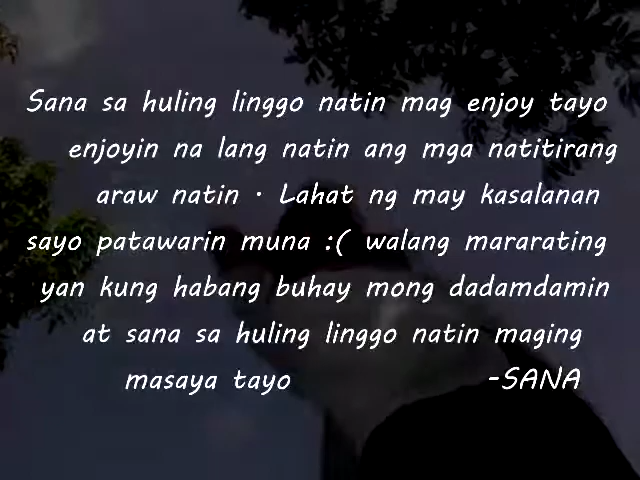 Sana sa huling linggo natin mag enjoy tayo
enjoyin na lang natin ang mga natitirang
araw natin . Lahat ng may kasalanan
sayo patawarin muna :( walang mararating
yan kung habang buhay mong dadamdamin
at sana sa huling linggo natin maging
masaya tayo -SANA